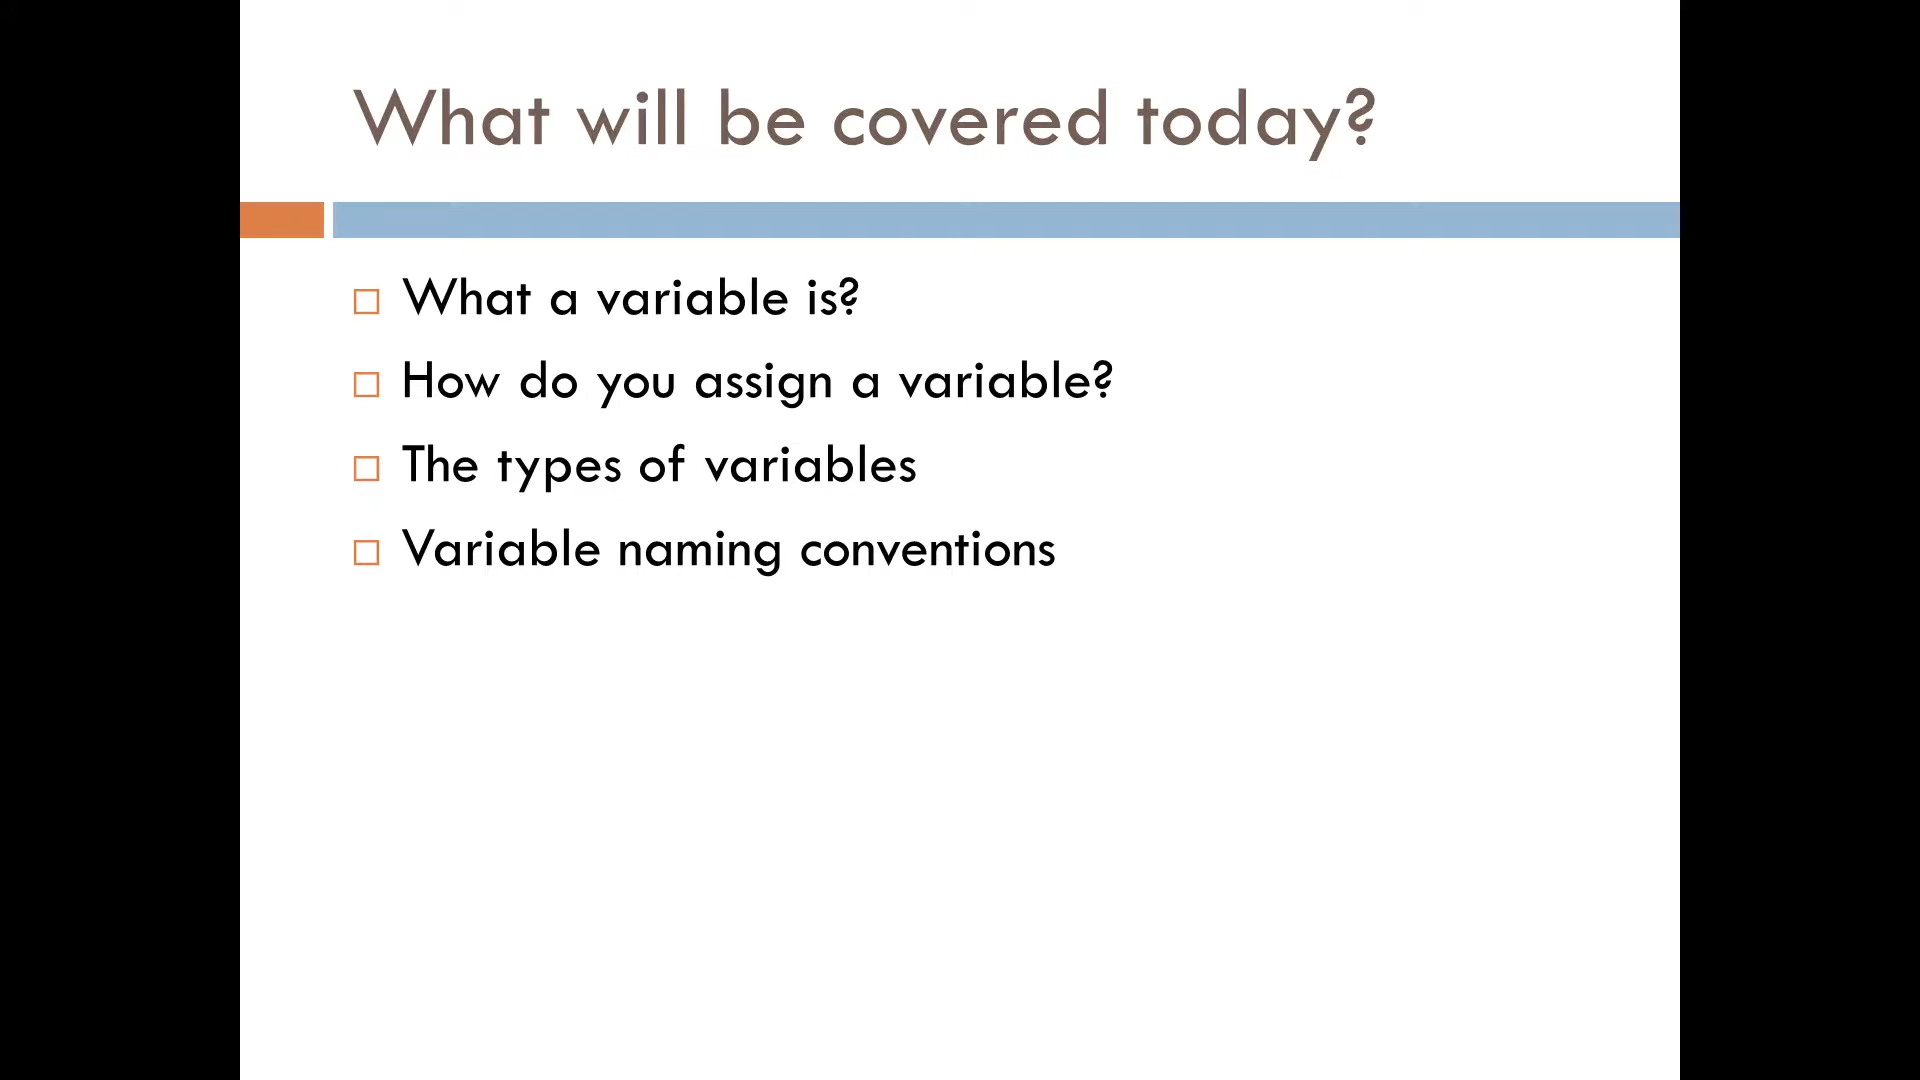 What will be covered today?
What a variable is?
How do you assign a variable?
The types of variables
Variable naming conventions